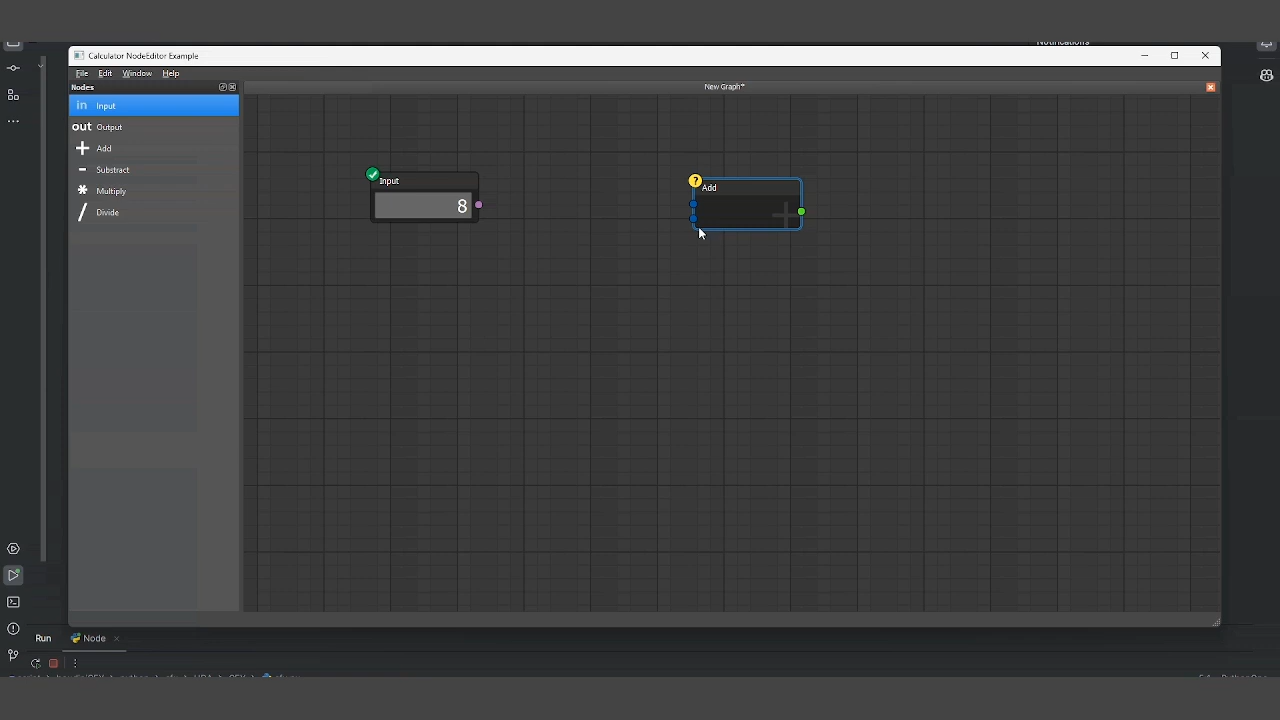 Notifications
Calculator NodeEditor Example
File Edit Window Help
Nodes
New Graph*
in Input
out Output
+ Add
- Substract
* Multiply
/ Divide
Input
8
? Add
+
Run Node